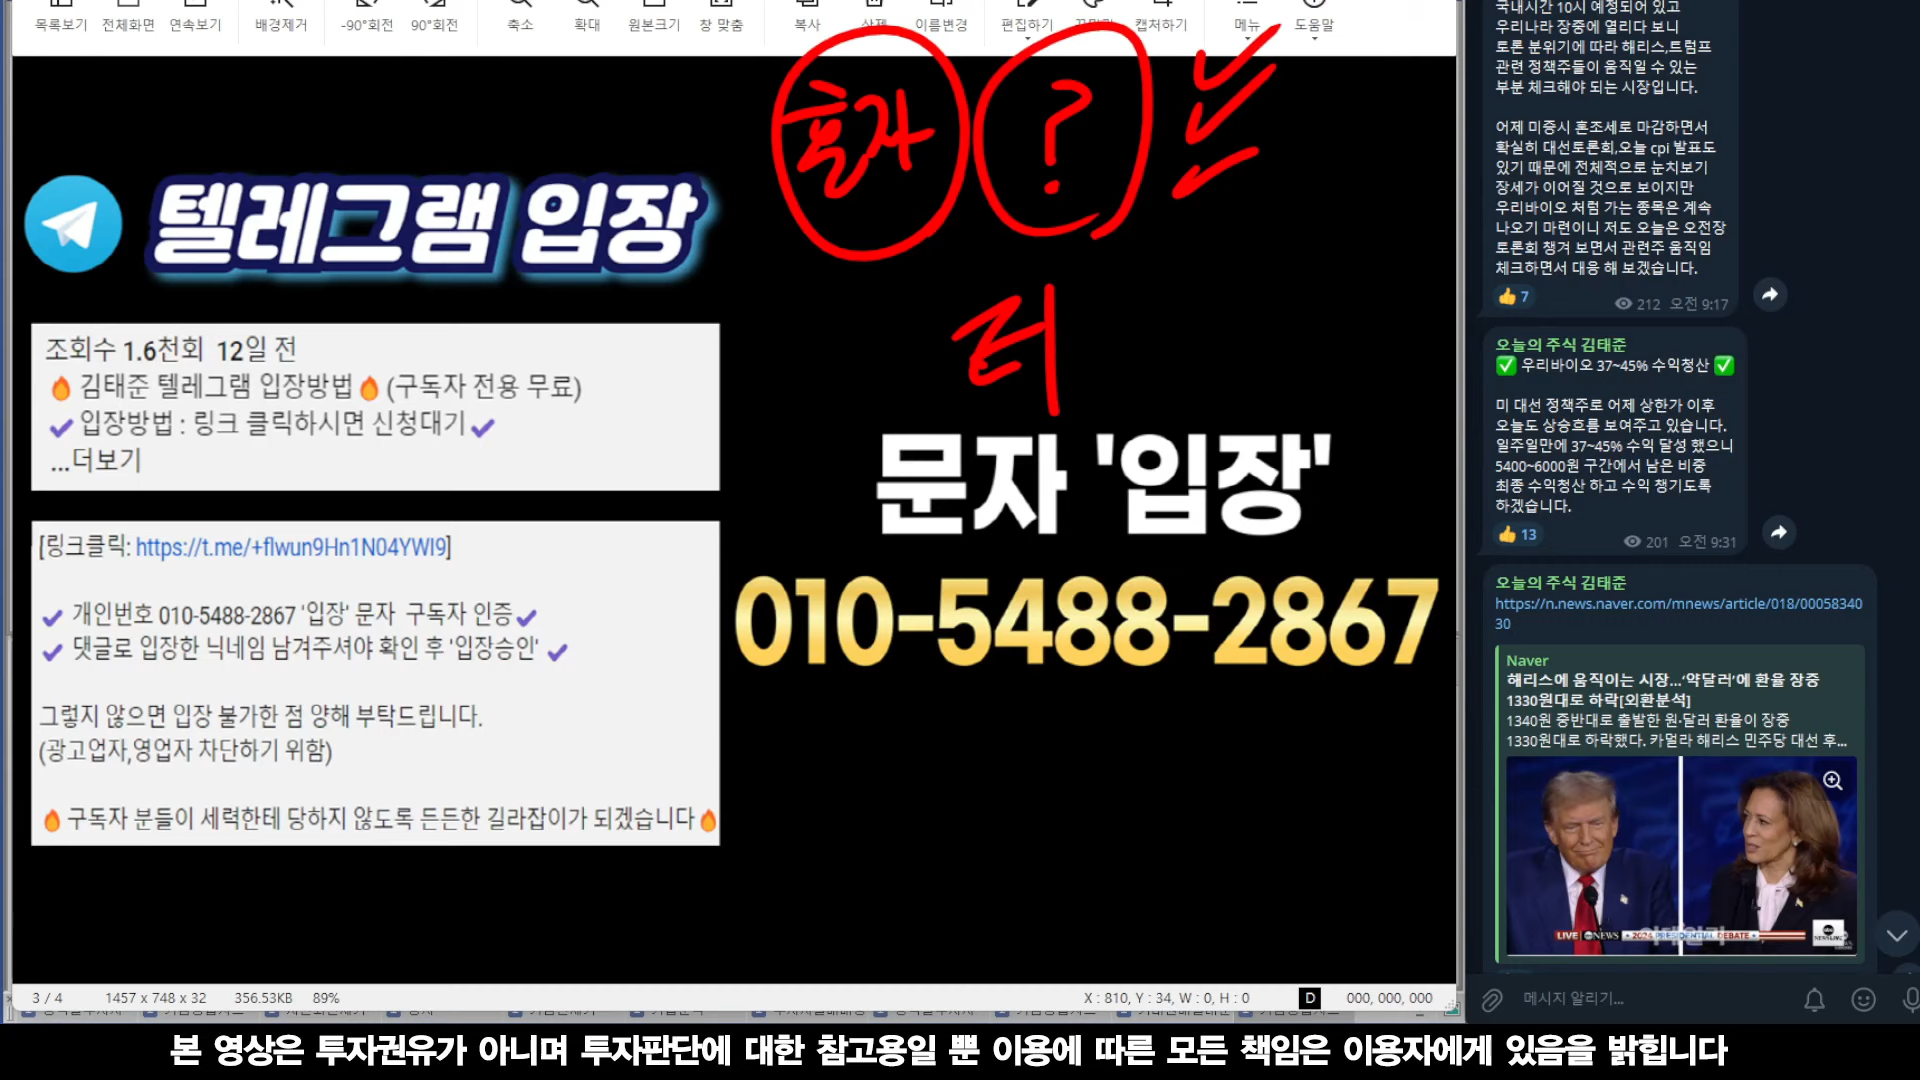 목록보기 전체화면 연속보기 배경제거 -90°회전 90°회전 축소 확대 원본크기 창 맞춤 복사 삭제 이름변경 편집하기 꾸미기 캡처하기 메뉴 도움말
혼자 ?
터
텔레그램 입장
조회수 1.6천회 12일 전
🔥 김태준 텔레그램 입장방법🔥 (구독자 전용 무료)
✔입장방법 : 링크 클릭하시면 신청대기✔
...더보기
[링크클릭: https://t.me/+flwun9Hn1N04YWI9]
✔ 개인번호 010-5488-2867 '입장' 문자 구독자 인증✔
✔ 댓글로 입장한 닉네임 남겨주셔야 확인 후 '입장승인' ✔
그렇지 않으면 입장 불가한 점 양해 부탁드립니다.
(광고업자,영업자 차단하기 위함)
🔥구독자 분들이 세력한테 당하지 않도록 든든한 길라잡이가 되겠습니다🔥
문자 '입장'
010-5488-2867
3 / 4 1457 x 748 x 32 356.53KB 89% X : 810, Y : 34, W : 0, H : 0 D 000, 000, 000
국내시간 10시 예정되어 있고
우리나라 장중에 열리다 보니
토론 분위기에 따라 해리스,트럼프
관련 정책주들이 움직일 수 있는
부분 체크해야 되는 시장입니다.
어제 미증시 혼조세로 마감하면서
확실히 대선토론회,오늘 cpi 발표도
있기 때문에 전체적으로 눈치보기
장세가 이어질 것으로 보이지만
우리바이오 처럼 가는 종목은 계속
나오기 마련이니 저도 오늘은 오전장
토론회 챙겨 보면서 관련주 움직임
체크하면서 대응 해 보겠습니다.
👍 7 212 오전 9:17
오늘의 주식 김태준
✅ 우리바이오 37~45% 수익청산 ✅
미 대선 정책주로 어제 상한가 이후
오늘도 상승흐름 보여주고 있습니다.
일주일만에 37~45% 수익 달성 했으니
5400~6000원 구간에서 남은 비중
최종 수익청산 하고 수익 챙기도록
하겠습니다.
👍 13 201 오전 9:31
오늘의 주식 김태준
https://n.news.naver.com/mnews/article/018/00058340
30
Naver
해리스에 움직이는 시장...'약달러'에 환율 장중
1330원대로 하락[외환분석]
1340원 중반대로 출발한 원·달러 환율이 장중
1330원대로 하락했다. 카멀라 해리스 민주당 대선 후...
LIVE abc NEWS 2024 PRESIDENTIAL DEBATE
이데일리
메시지 알리기...
본 영상은 투자권유가 아니며 투자판단에 대한 참고용일 뿐 이용에 따른 모든 책임은 이용자에게 있음을 밝힙니다